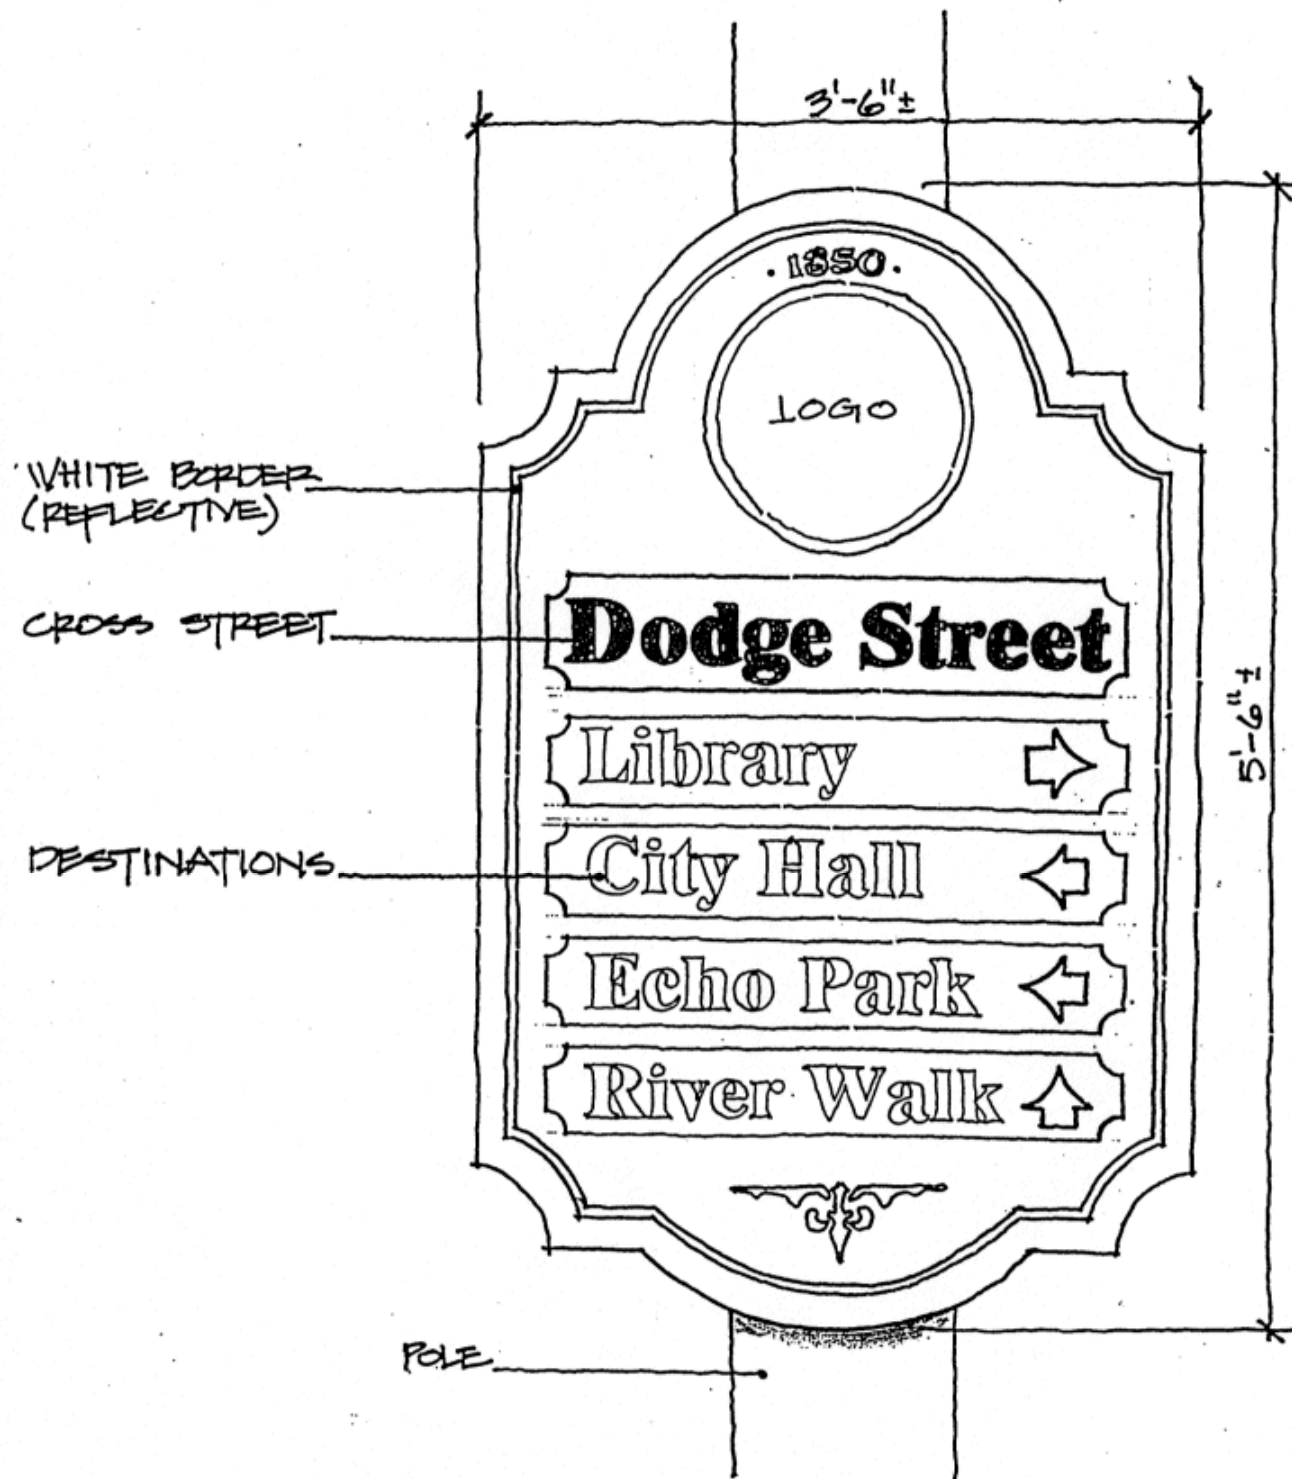 3'-6"±
· 1850 ·
LOGO
WHITE BORDER
(REFLECTIVE)
CROSS STREET
Dodge Street
5'-6"±
Library
DESTINATIONS
City Hall
Echo Park
River Walk
POLE